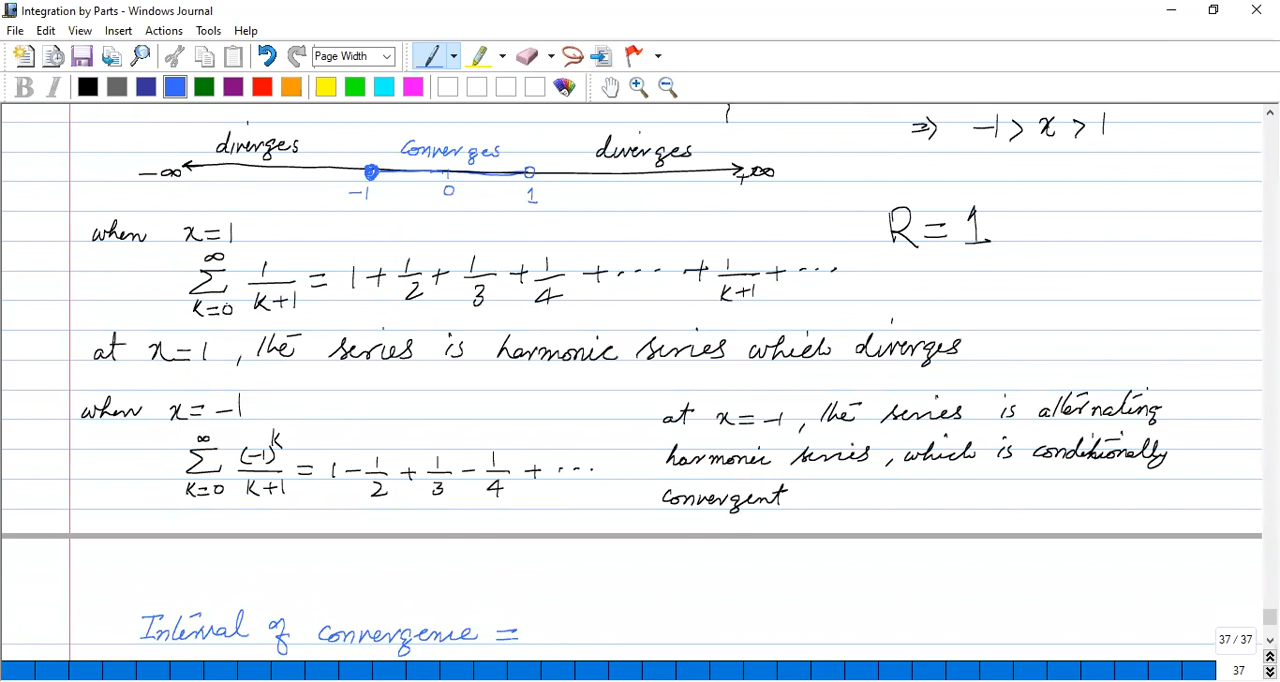 Integration by Parts - Windows Journal
File Edit View Insert Actions Tools Help
Page Width
B I
⇒ -1 > x > 1
diverges converges diverges
-∞ -1 0 1 +∞
when x = 1
R = 1
∞ ∑ k=0 1/(k+1) = 1 + 1/2 + 1/3 + 1/4 + ... + 1/(k+1) + ...
at x = 1, the series is harmonic series which diverges
when x = -1
∞ ∑ k=0 (-1)^k/(k+1) = 1 - 1/2 + 1/3 - 1/4 + ...
at x = -1, the series is alternating
harmonic series, which is conditionally
convergent
Interval of convergence =
37 / 37
37